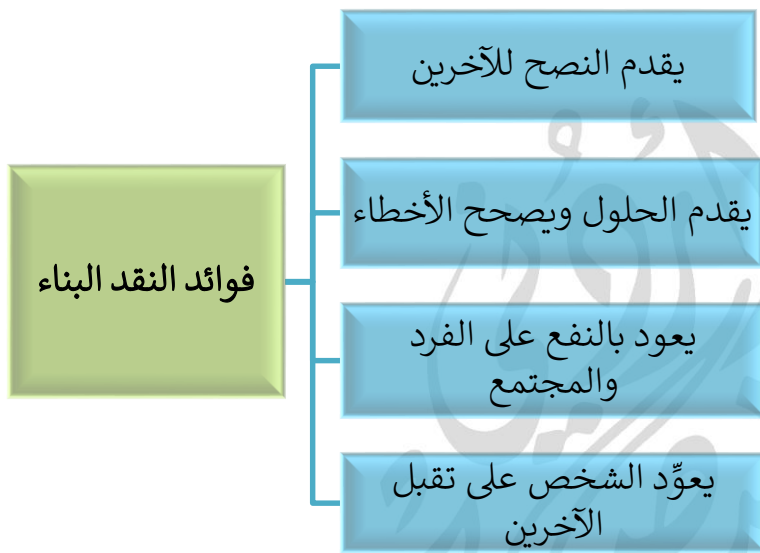 فوائد النقد البناء
يقدم النصح للآخرين
يقدم الحلول ويصحح الأخطاء
يعود بالنفع على الفرد
والمجتمع
يعوِّد الشخص على تقبل
الآخرين